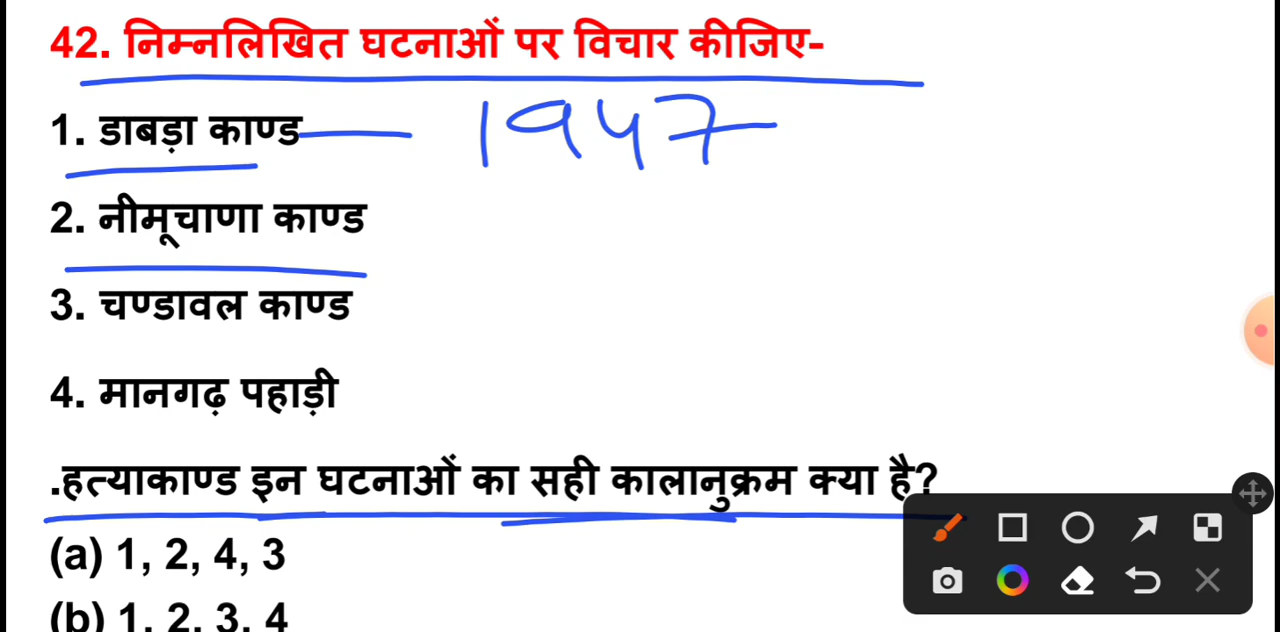 42. निम्नलिखित घटनाओं पर विचार कीजिए-
1. डाबड़ा काण्ड 1947
2. नीमूचाणा काण्ड
3. चण्डावल काण्ड
4. मानगढ़ पहाड़ी
.हत्याकाण्ड इन घटनाओं का सही कालानुक्रम क्या है?
(a) 1, 2, 4, 3
(b) 1, 2, 3, 4